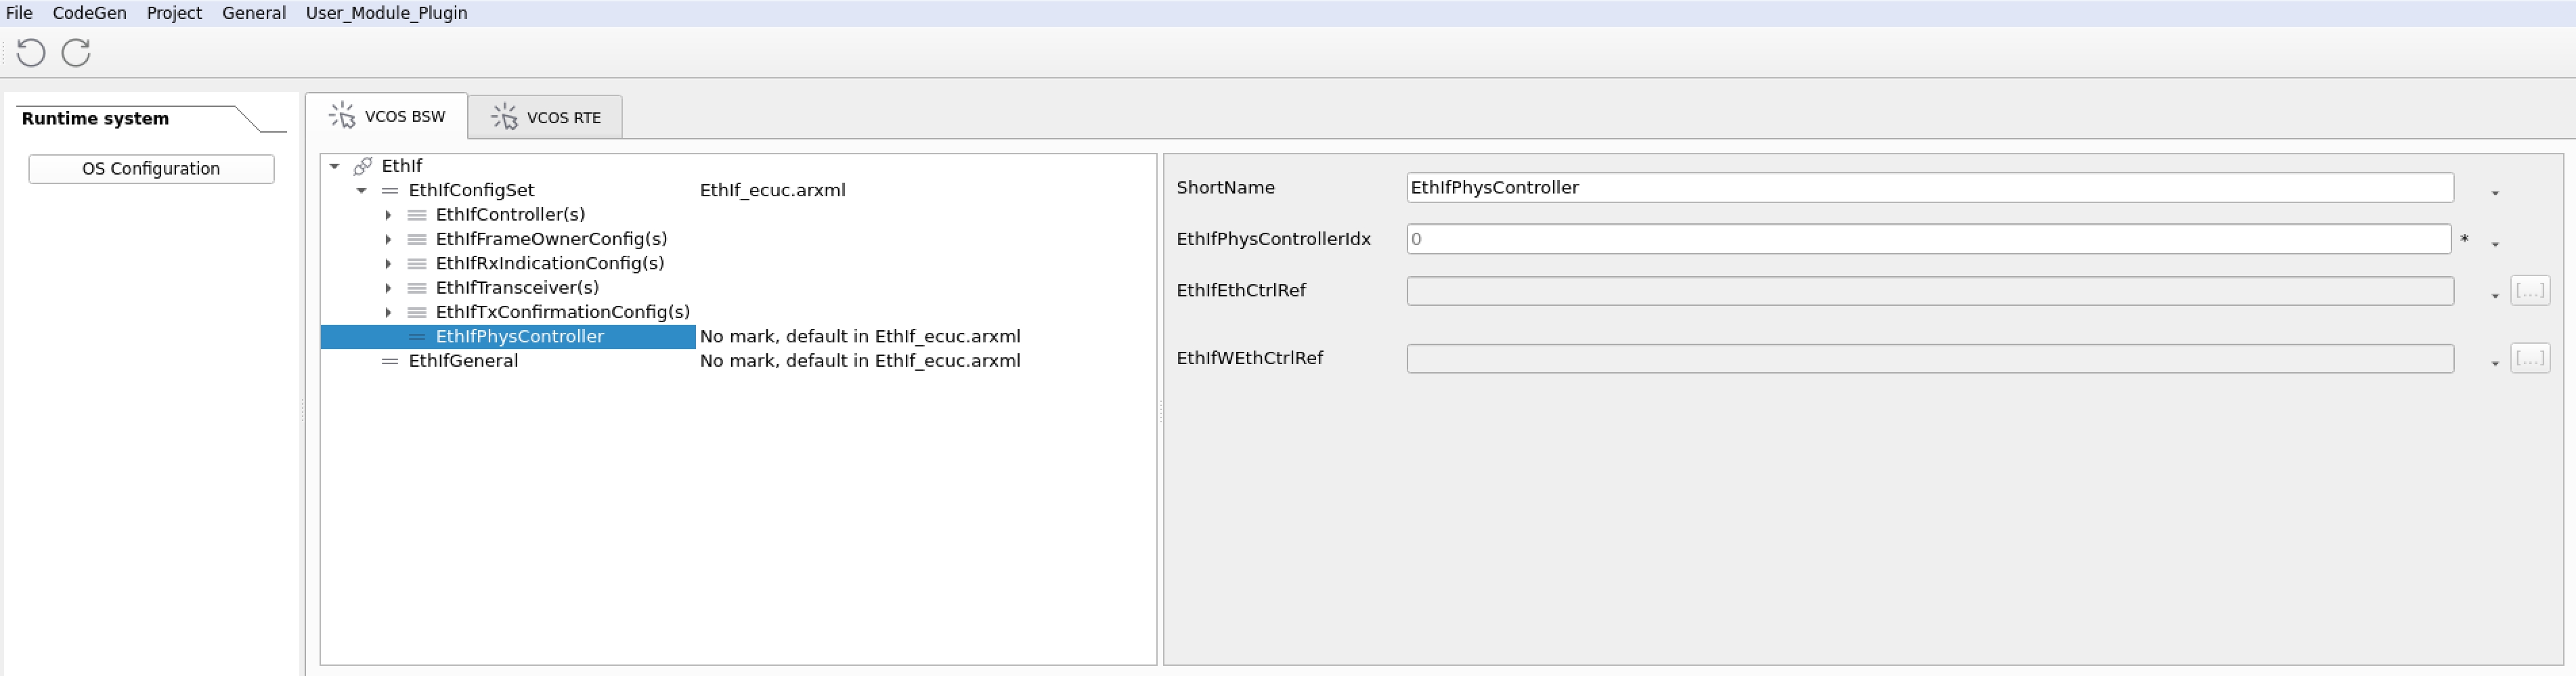 File CodeGen Project General User_Module_Plugin
Runtime system
OS Configuration
VCOS BSW VCOS RTE
EthIf
EthIfConfigSet EthIf_ecuc.arxml
EthIfController(s)
EthIfFrameOwnerConfig(s)
EthIfRxIndicationConfig(s)
EthIfTransceiver(s)
EthIfTxConfirmationConfig(s)
EthIfPhysController No mark, default in EthIf_ecuc.arxml
EthIfGeneral No mark, default in EthIf_ecuc.arxml
ShortName EthIfPhysController
EthIfPhysControllerIdx 0 *
EthIfEthCtrlRef [...]
EthIfWEthCtrlRef [...]